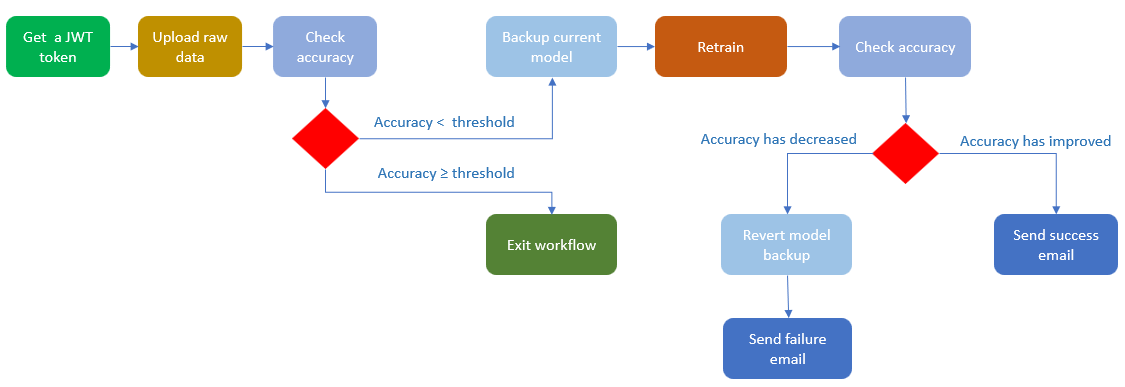 Get a JWT
token
Upload raw
data
Check
accuracy
Backup current
model
Retrain
Check accuracy
Accuracy < threshold
Accuracy ≥ threshold
Exit workflow
Accuracy has decreased
Accuracy has improved
Revert model
backup
Send success
email
Send failure
email